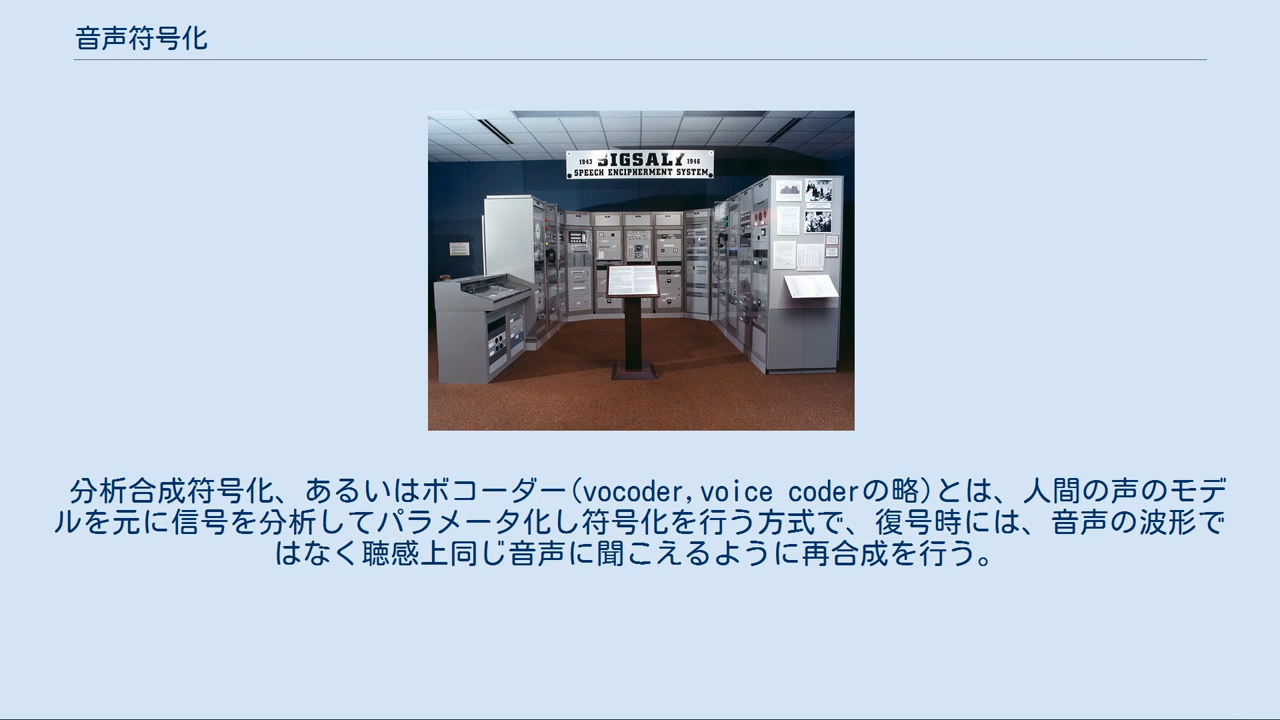 音声符号化
1943 SIGSALY 1946
SPEECH ENCIPHERMENT SYSTEM
分析合成符号化、あるいはボコーダー(vocoder,voice coderの略)とは、人間の声のモデ
ルを元に信号を分析してパラメータ化し符号化を行う方式で、復号時には、音声の波形で
はなく聴感上同じ音声に聞こえるように再合成を行う。